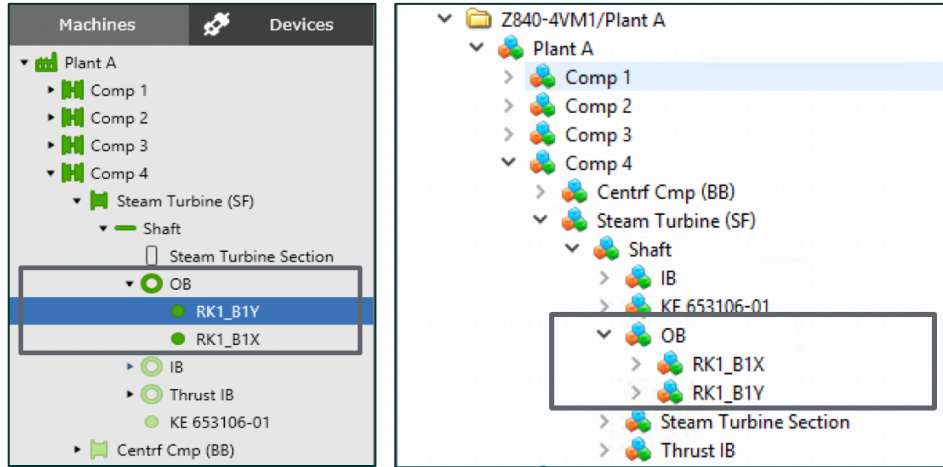 Machines
Devices
Plant A
Comp 1
Comp 2
Comp 3
Comp 4
Steam Turbine (SF)
Shaft
Steam Turbine Section
OB
RK1_B1Y
RK1_B1X
IB
Thrust IB
KE 653106-01
Centrf Cmp (BB)
Z840-4VM1/Plant A
Plant A
Comp 1
Comp 2
Comp 3
Comp 4
Centrf Cmp (BB)
Steam Turbine (SF)
Shaft
IB
KE 653106-01
OB
RK1_B1X
RK1_B1Y
Steam Turbine Section
Thrust IB